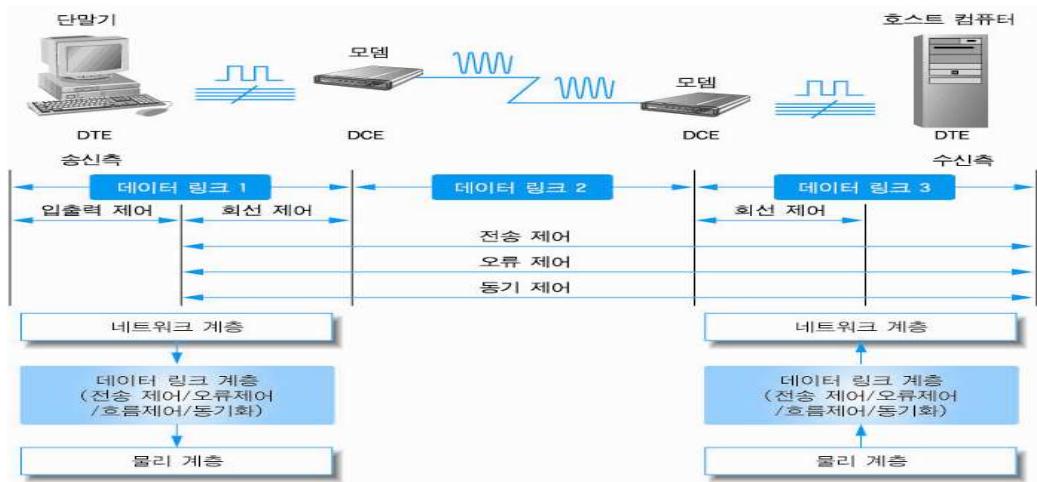 단말기
호스트 컴퓨터
모뎀
모뎀
DTE
DCE
DCE
DTE
송신측
수신측
데이터 링크 1
데이터 링크 2
데이터 링크 3
입출력 제어
회선 제어
회선 제어
전송 제어
오류 제어
동기 제어
네트워크 계층
네트워크 계층
데이터 링크 계층
(전송 제어/오류제어
/흐름제어/동기화)
데이터 링크 계층
(전송 제어/오류제어
/흐름제어/동기화)
물리 계층
물리 계층